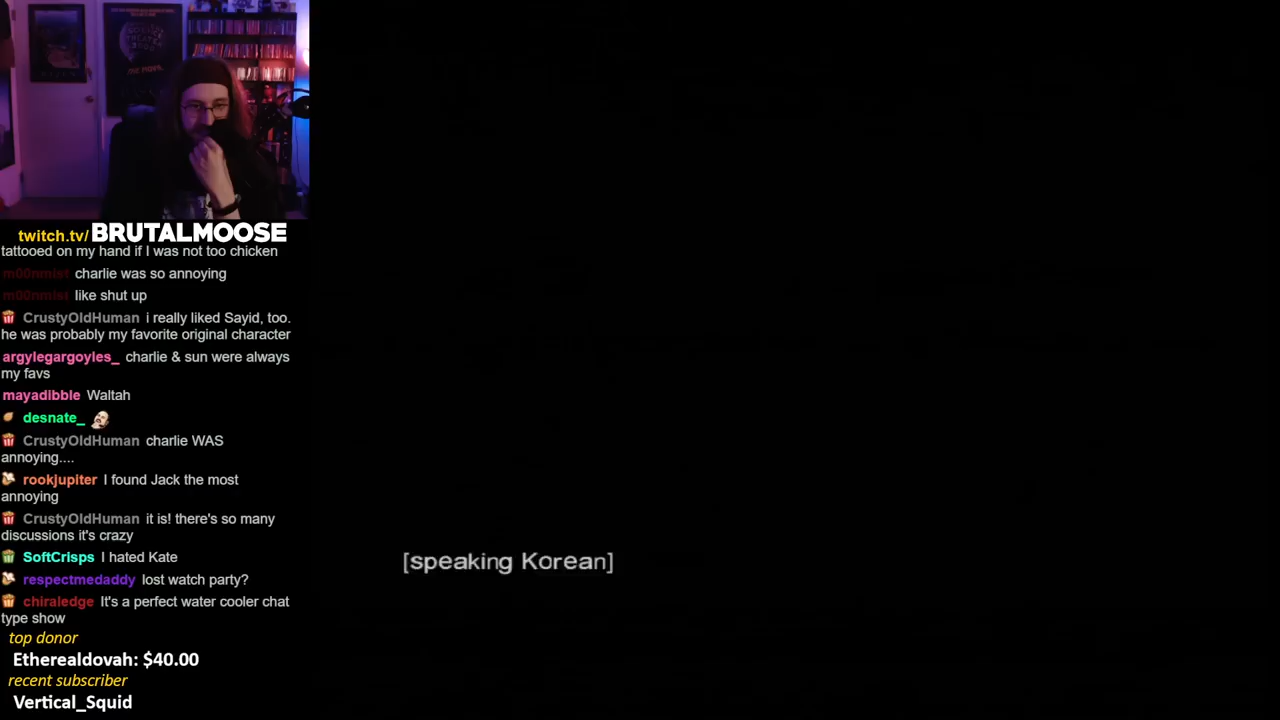 twitch.tv/BRUTALMOOSE
tattooed on my hand if I was not too chicken
m00nmist charlie was so annoying
m00nmist like shut up
CrustyOldHuman i really liked Sayid, too.
he was probably my favorite original character
argylegargoyles_ charlie & sun were always
my favs
mayadibble Waltah
desnate_
CrustyOldHuman charlie WAS
annoying....
rookjupiter I found Jack the most
annoying
CrustyOldHuman it is! there's so many
discussions it's crazy
SoftCrisps I hated Kate
respectmedaddy lost watch party?
chiraledge It's a perfect water cooler chat
type show
top donor
Etherealdovah: $40.00
recent subscriber
Vertical_Squid
[speaking Korean]